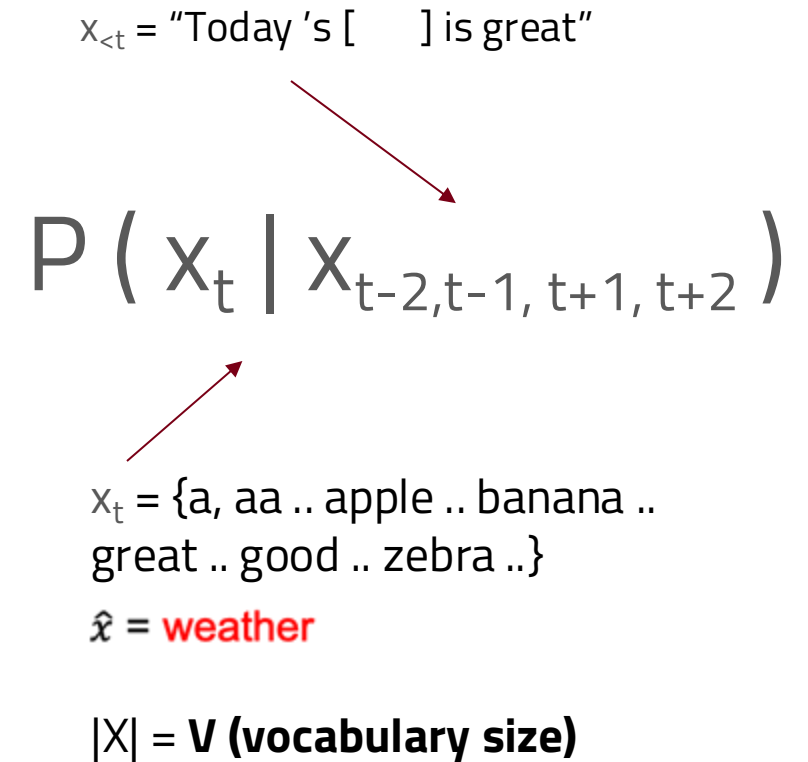 x<t = “Today ’s [ ] is great”
P ( xt | xt-2,t-1, t+1, t+2 )
xt = {a, aa .. apple .. banana ..
great .. good .. zebra ..}
x̂ = weather
|X| = V (vocabulary size)